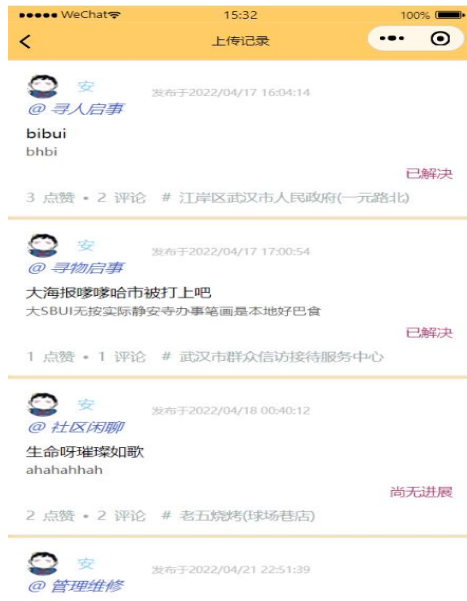 WeChat 15:32 100%
上传记录
安 发布于2022/04/17 16:04:14
@ 寻人启事
bibui
bhbi
已解决
3 点赞 • 2 评论 # 江岸区武汉市人民政府(一元路北)
安 发布于2022/04/17 17:00:54
@ 寻物启事
大海报嗲嗲哈市被打上吧
大SBUI无按实际静安寺办事笔画是本地好巴食
已解决
1 点赞 • 1 评论 # 武汉市群众信访接待服务中心
安 发布于2022/04/18 00:40:12
@ 社区闲聊
生命呀璀璨如歌
ahahahhah
尚无进展
2 点赞 • 2 评论 # 老五烧烤(球场巷店)
安 发布于2022/04/21 22:51:39
@ 管理维修